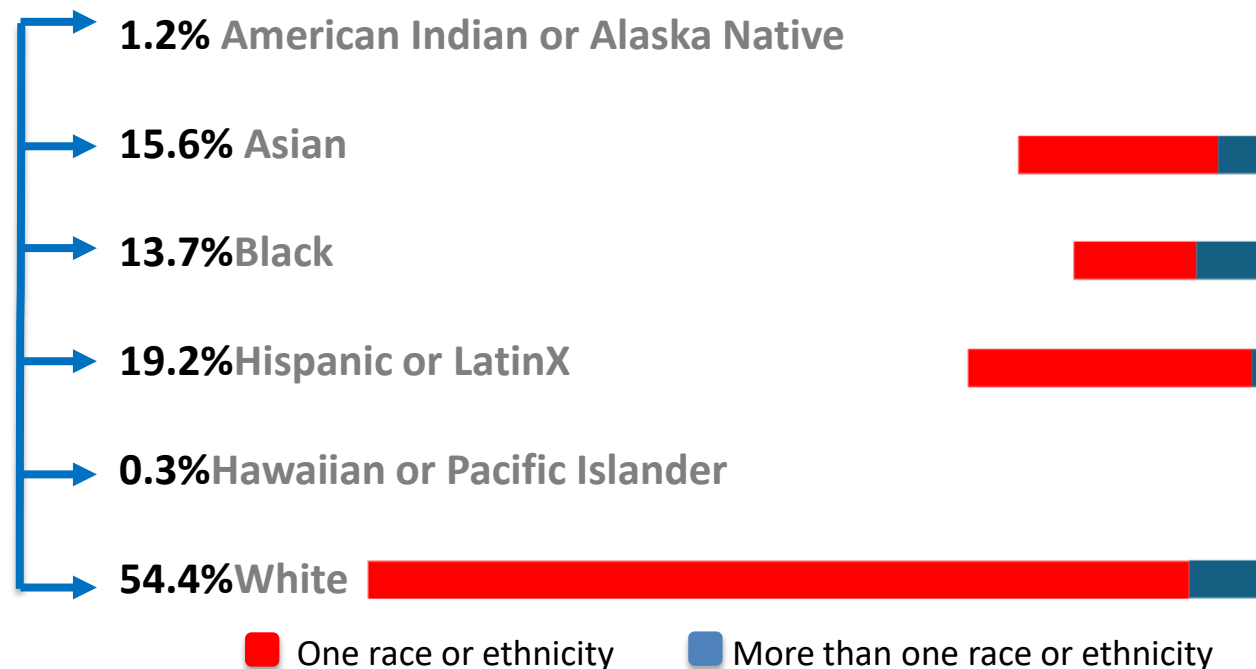 1.2% American Indian or Alaska Native
15.6% Asian
13.7%Black
19.2%Hispanic or LatinX
0.3%Hawaiian or Pacific Islander
54.4%White
One race or ethnicity More than one race or ethnicity